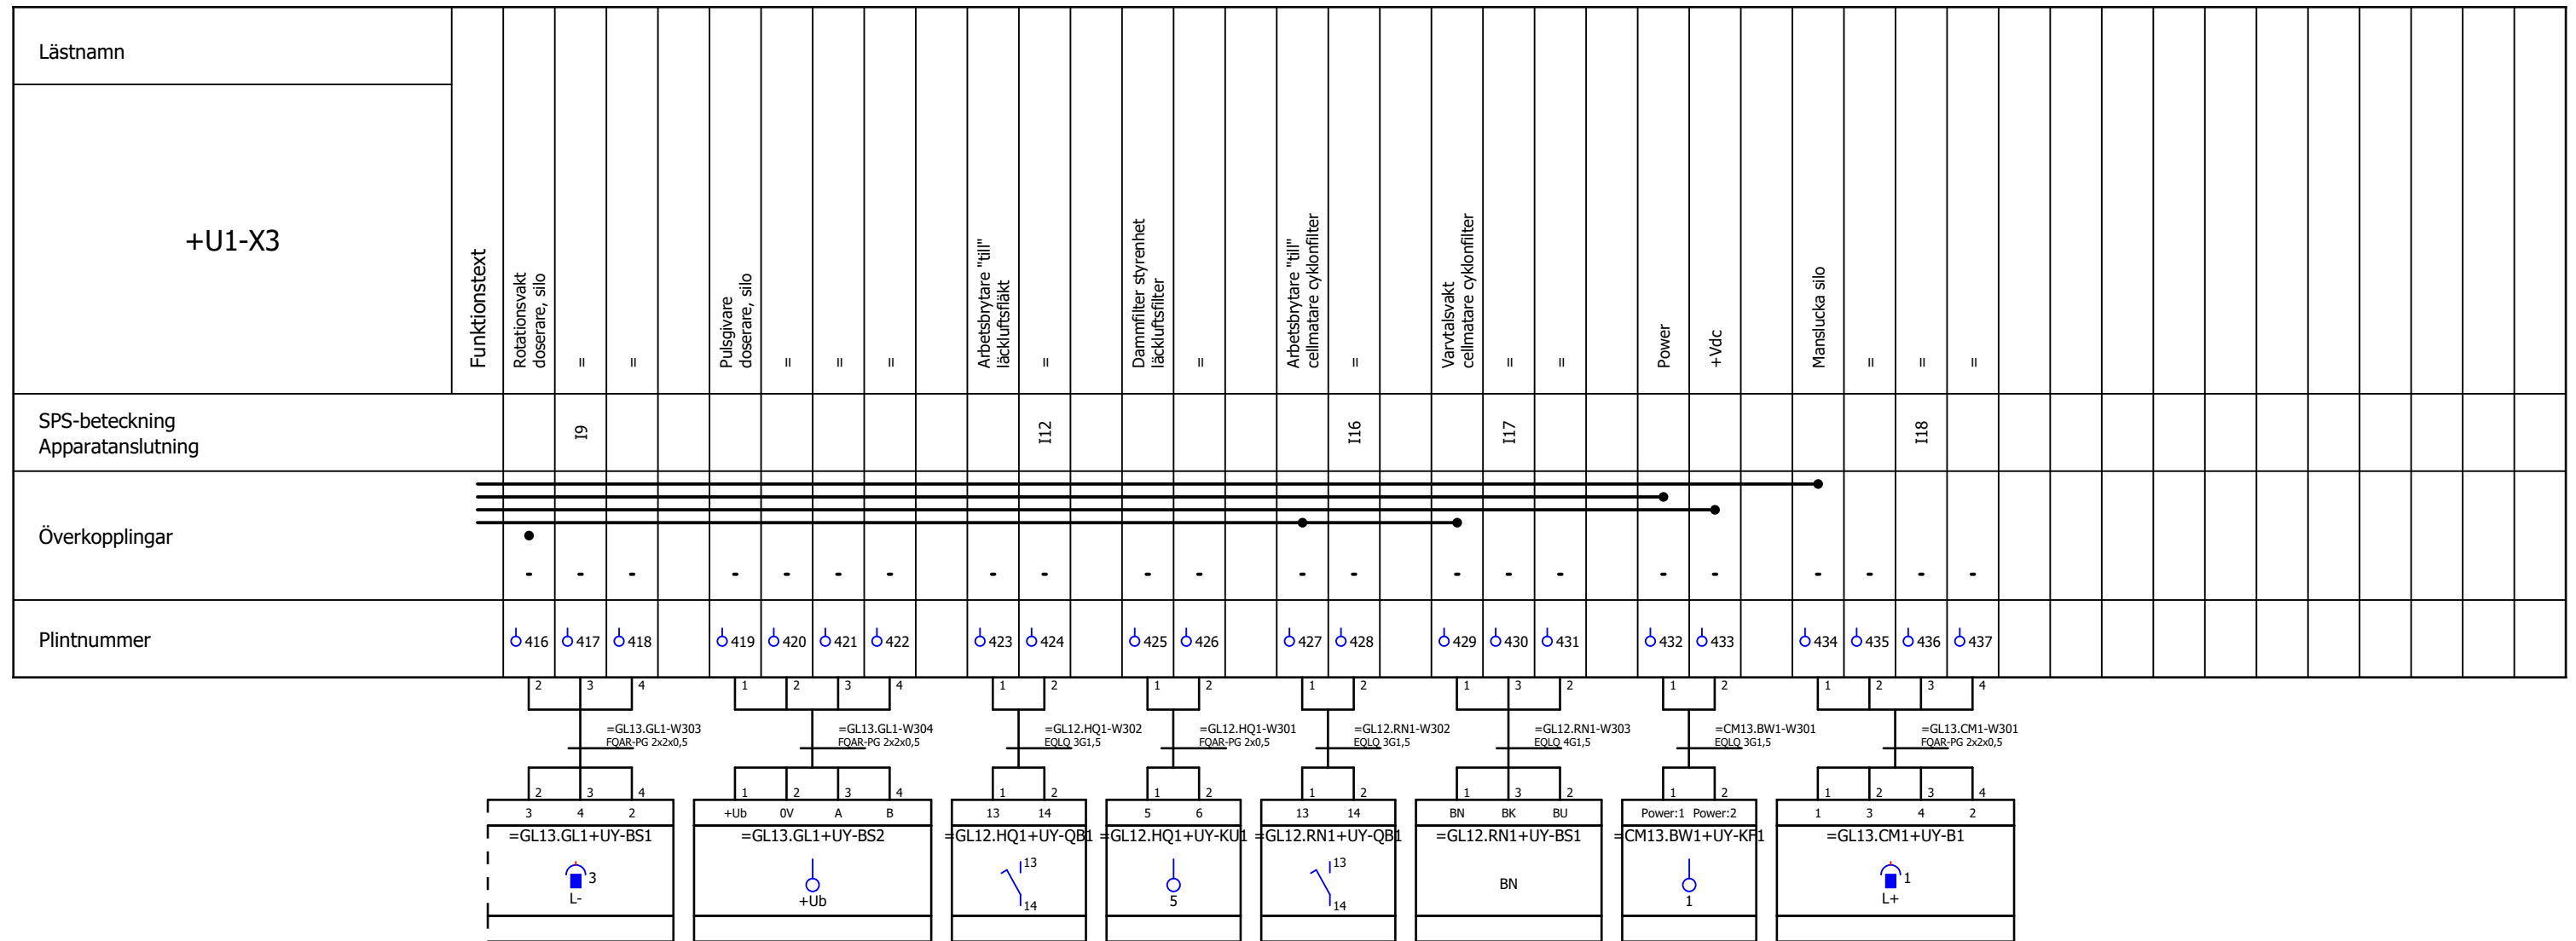 Lästnamn
+U1-X3
Funktionstext
Rotationsvakt
doserare, silo
=
=
Pulsgivare
doserare, silo
=
=
=
Arbetsbrytare "till"
läckluftsfläkt
=
Dammfilter styrenhet
läckluftsfilter
=
Arbetsbrytare "till"
cellmatare cyklonfilter
=
Varvtalsvakt
cellmatare cyklonfilter
=
=
Power
+Vdc
Manslucka silo
=
=
=
SPS-beteckning
Apparatanslutning
I9 I12 I16 I17 I18
Överkopplingar
- - - - - - - - - - - - - - - - - - - - - -
Plintnummer
416 417 418 419 420 421 422 423 424 425 426 427 428 429 430 431 432 433 434 435 436 437
2 3 4 1 2 3 4 1 2 1 2 1 2 1 3 2 1 2 1 2 3 4
=GL13.GL1-W303
FQAR-PG 2x2x0,5
=GL13.GL1-W304
FQAR-PG 2x2x0,5
=GL12.HQ1-W302
EQLQ 3G1,5
=GL12.HQ1-W301
FQAR-PG 2x0,5
=GL12.RN1-W302
EQLQ 3G1,5
=GL12.RN1-W303
EQLQ 4G1,5
=CM13.BW1-W301
EQLQ 3G1,5
=GL13.CM1-W301
FQAR-PG 2x2x0,5
2 3 4 1 2 3 4 1 2 1 2 1 2 1 3 2 1 2 1 2 3 4
3 4 2 +Ub 0V A B 13 14 5 6 13 14 BN BK BU Power:1 Power:2 1 3 4 2
=GL13.GL1+UY-BS1
=GL13.GL1+UY-BS2
=GL12.HQ1+UY-QB1
=GL12.HQ1+UY-KU1
=GL12.RN1+UY-QB1
=GL12.RN1+UY-BS1
=CM13.BW1+UY-KF1
=GL13.CM1+UY-B1
3
L-
+Ub
13
14
5
13
14
BN
1
1
L+